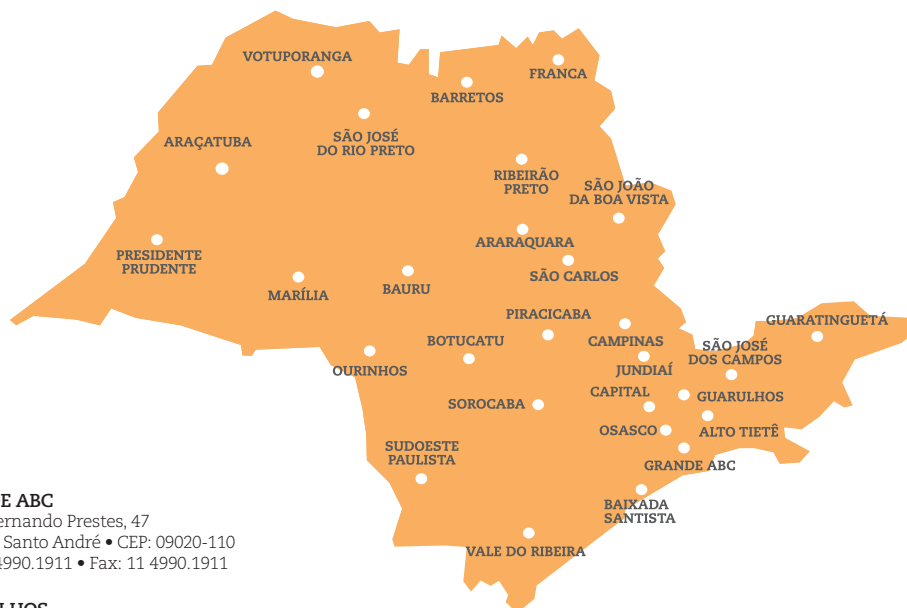 VOTUPORANGA
FRANCA
BARRETOS
ARAÇATUBA
SÃO JOSÉ
DO RIO PRETO
RIBEIRÃO
PRETO
SÃO JOÃO
DA BOA VISTA
ARARAQUARA
PRESIDENTE
PRUDENTE
SÃO CARLOS
MARÍLIA
BAURU
PIRACICABA
GUARATINGUETÁ
BOTUCATU
CAMPINAS
SÃO JOSÉ
DOS CAMPOS
OURINHOS
JUNDIAÍ
CAPITAL
GUARULHOS
SOROCABA
OSASCO
ALTO TIETÊ
SUDOESTE
PAULISTA
GRANDE ABC
BAIXADA
SANTISTA
VALE DO RIBEIRA
E ABC
ernando Prestes, 47
Santo André • CEP: 09020-110
4990.1911 • Fax: 11 4990.1911
LHOS